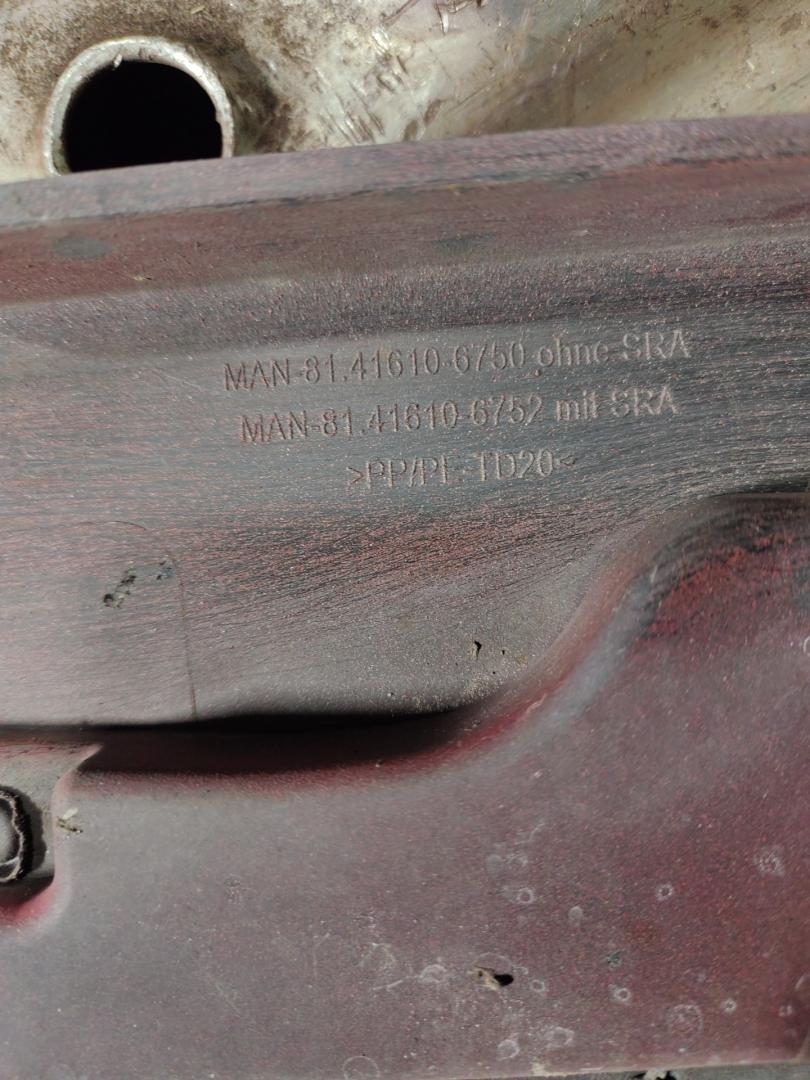 MAN-81.41610-6750 ohne SRA
MAN-81.41610-6752 mit SRA
>PP/PE-TD20<